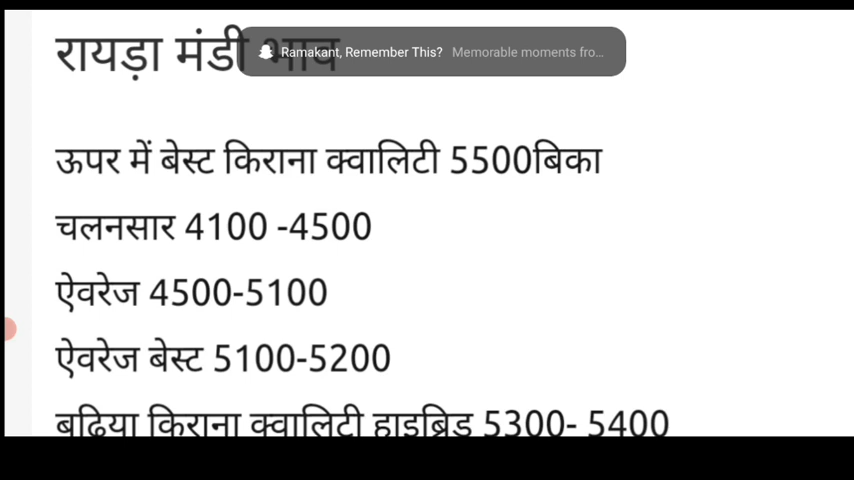 रायड़ा मंडी भाव
Ramakant, Remember This? Memorable moments fro...
ऊपर में बेस्ट किराना क्वालिटी 5500बिका
चलनसार 4100 -4500
ऐवरेज 4500-5100
ऐवरेज बेस्ट 5100-5200
बढिया किराना क्वालिटी हाइब्रिड 5300- 5400